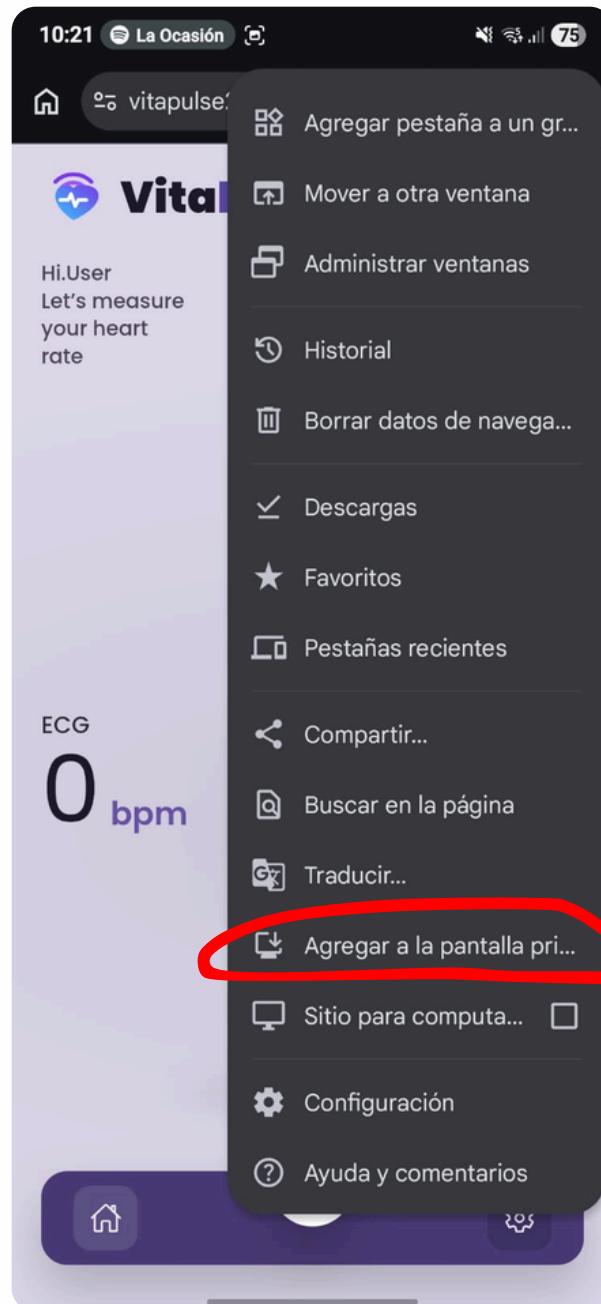 10:21 La Ocasión 75
vitapulse
Agregar pestaña a un gr...
Vita
Mover a otra ventana
Hi.User
Let's measure
your heart
rate
Administrar ventanas
Historial
Borrar datos de navega...
Descargas
Favoritos
Pestañas recientes
ECG
0 bpm
Compartir...
Buscar en la página
Traducir...
Agregar a la pantalla pri...
Sitio para computa...
Configuración
Ayuda y comentarios